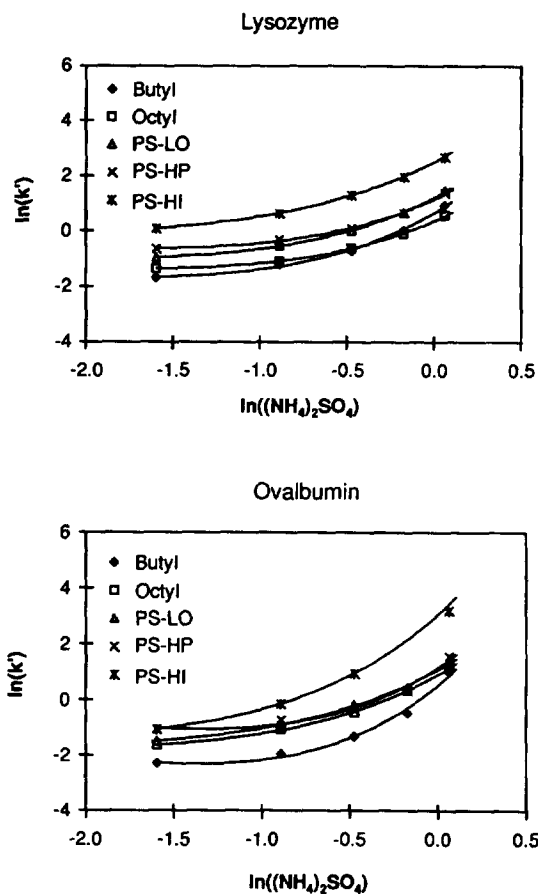 Lysozyme
6
4
2
0
-2
-4
ln(k')
Butyl
Octyl
PS-LO
PS-HP
PS-HI
-2.0 -1.5 -1.0 -0.5 0.0 0.5
ln((NH₄)₂SO₄)
Ovalbumin
6
4
2
0
-2
-4
ln(k')
Butyl
Octyl
PS-LO
PS-HP
PS-HI
-2.0 -1.5 -1.0 -0.5 0.0 0.5
ln((NH₄)₂SO₄)